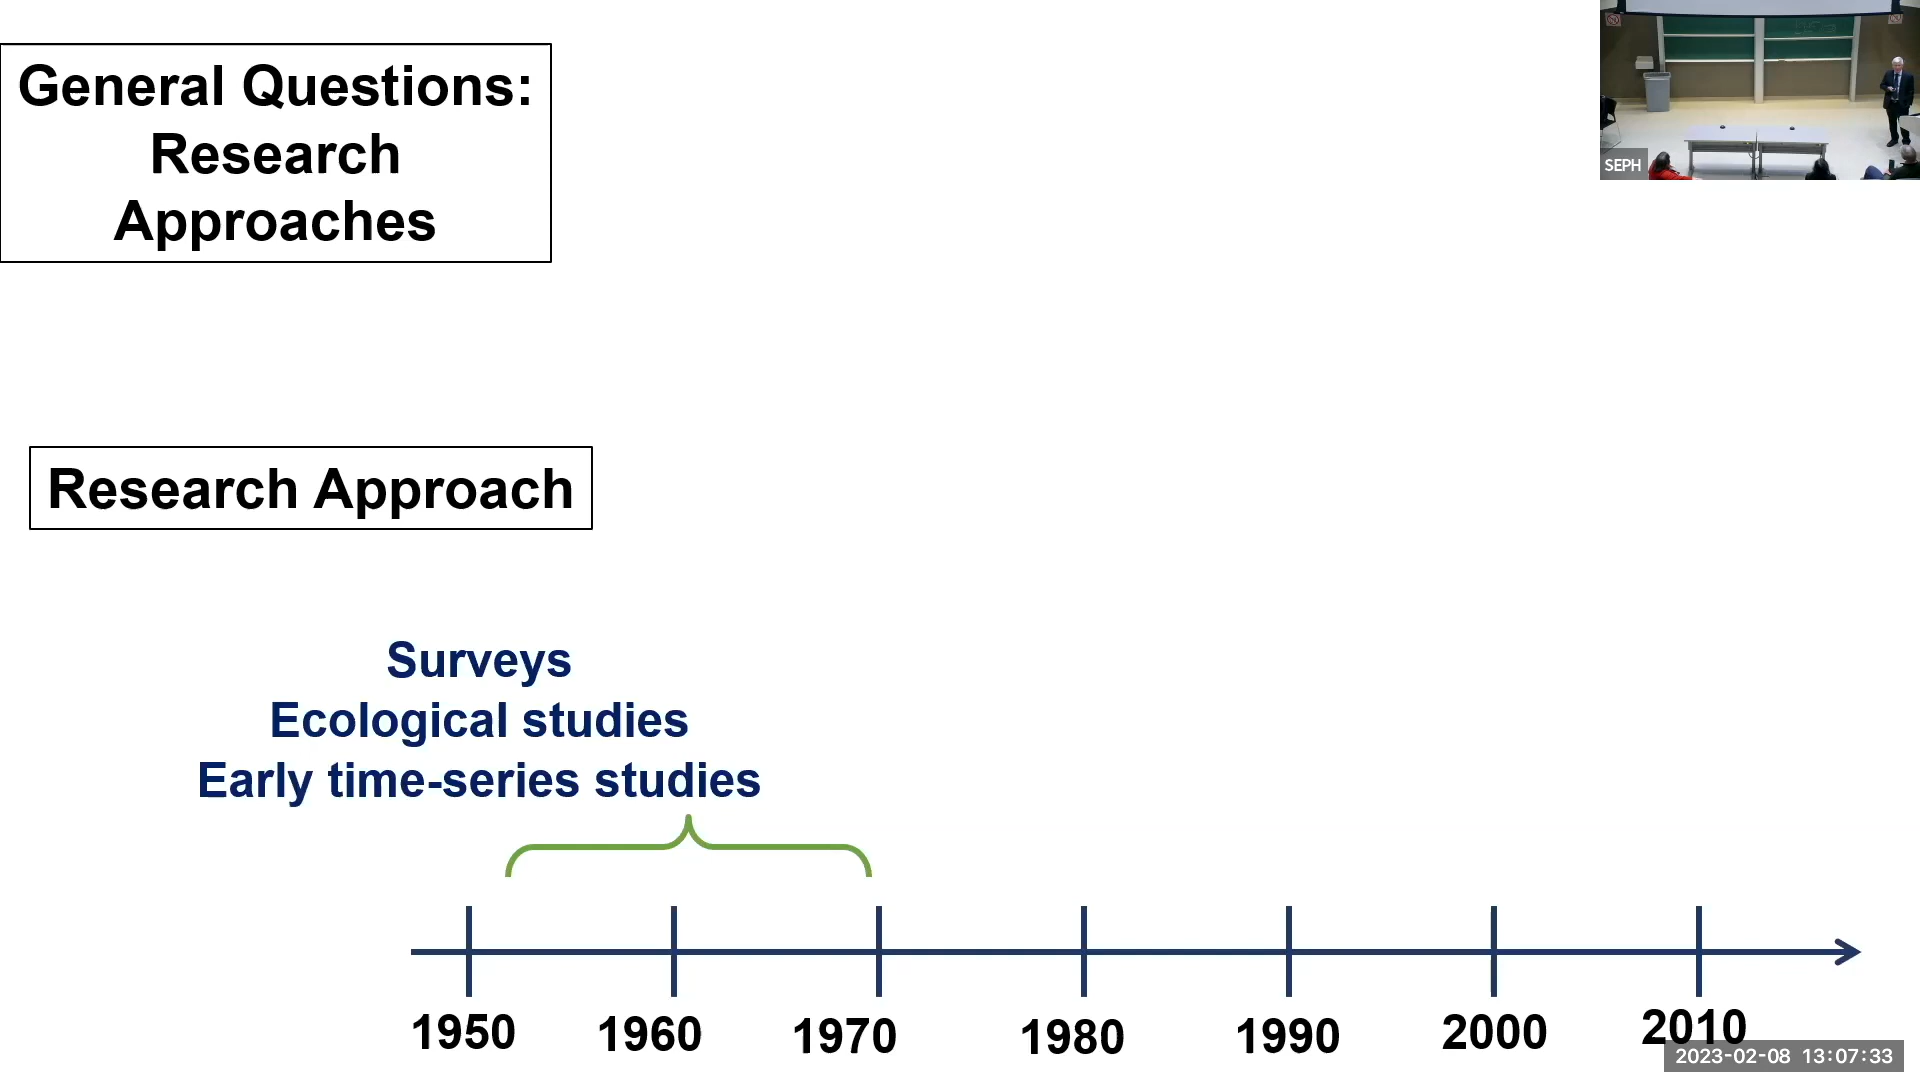 General Questions:
Research
Approaches
SEPH
Research Approach
Surveys
Ecological studies
Early time-series studies
1950 1960 1970 1980 1990 2000 2010
2023-02-08 13:07:33